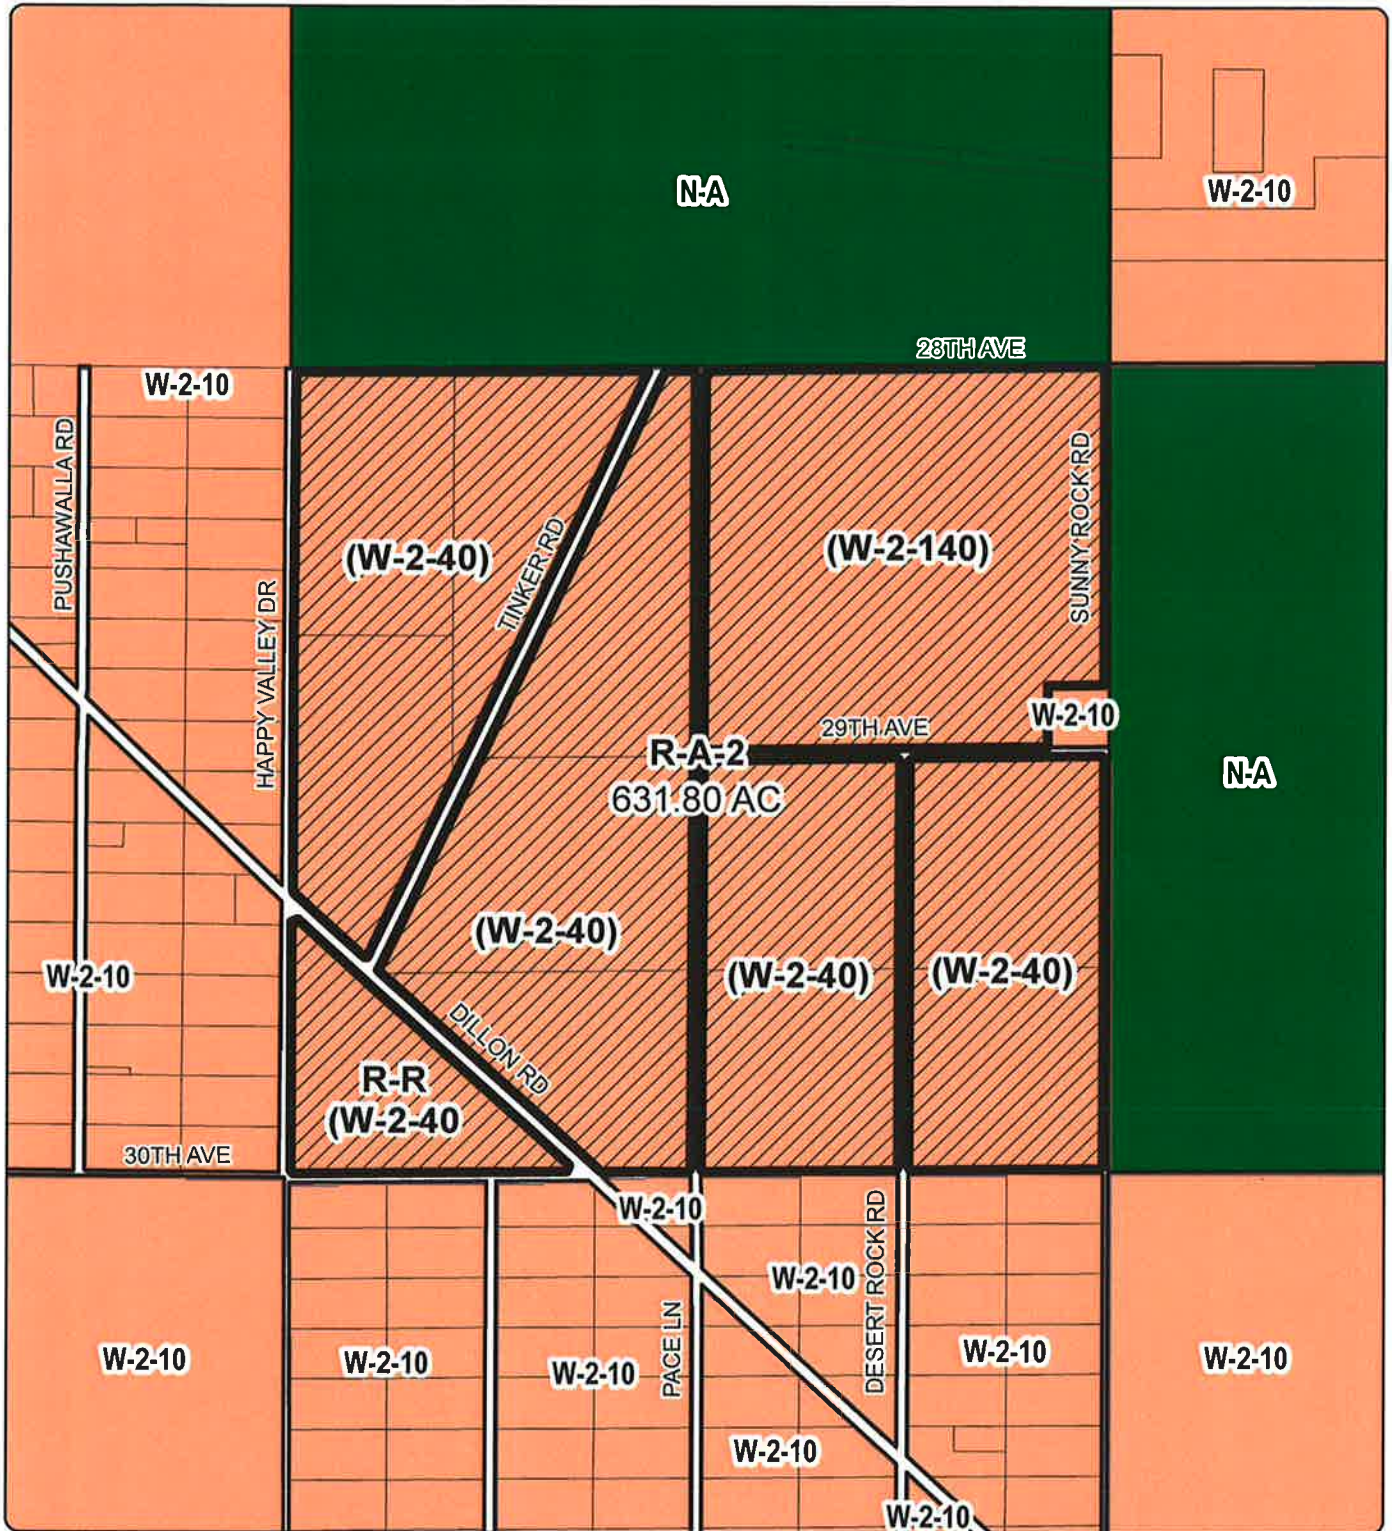 N-A
W-2-10
28TH AVE
W-2-10
PUSHAWALLA RD
HAPPY VALLEY DR
(W-2-40)
TINKER RD
(W-2-140)
SUNNY ROCK RD
W-2-10
29TH AVE
R-A-2
631.80 AC
N-A
(W-2-40)
(W-2-40)
(W-2-40)
W-2-10
DILLON RD
R-R
(W-2-40
30TH AVE
W-2-10
W-2-10
DESERT ROCK RD
PACE LN
W-2-10
W-2-10
W-2-10
W-2-10
W-2-10
W-2-10
W-2-10